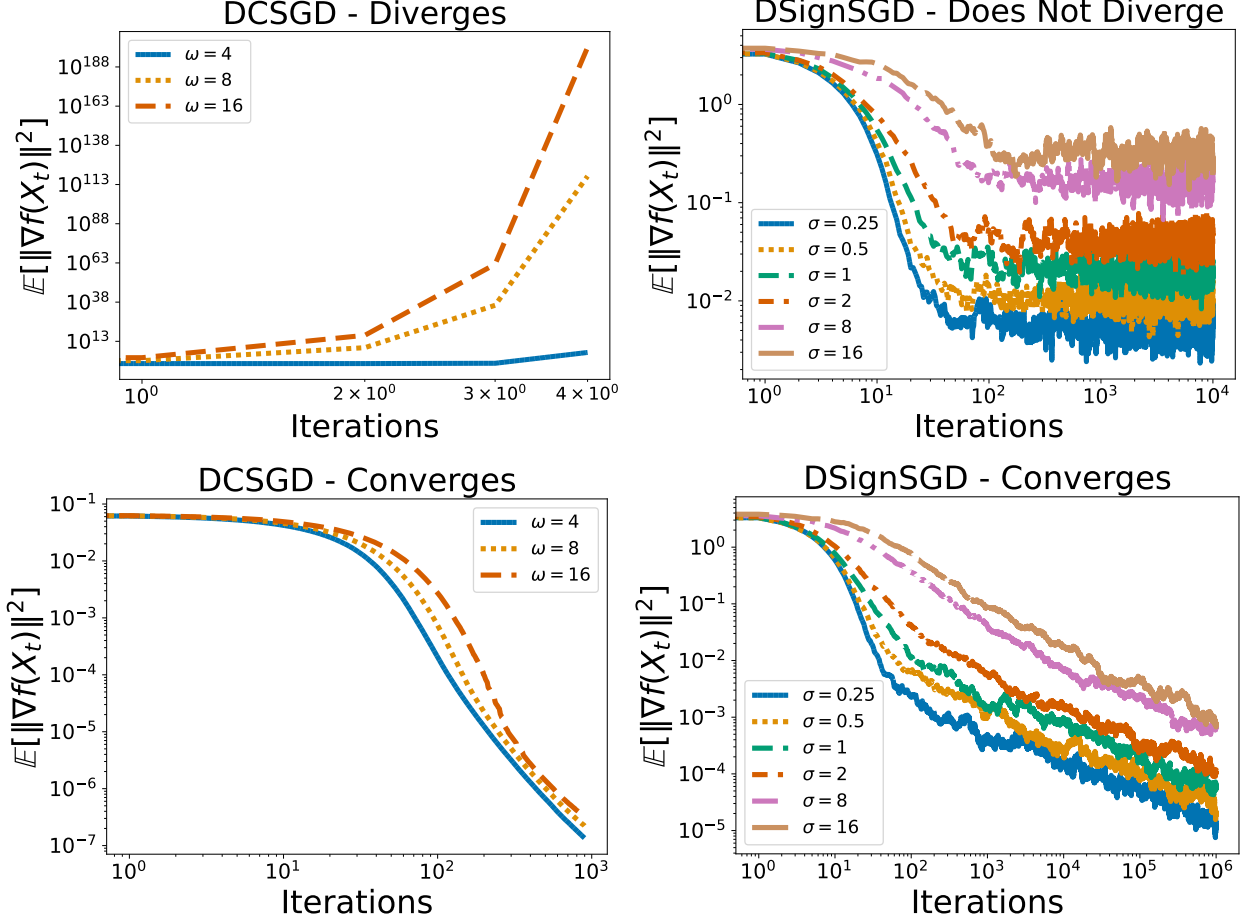 DCSGD - Diverges
𝔼[‖∇f(X_t)‖²]
10^188
10^163
10^138
10^113
10^88
10^63
10^38
10^13
ω = 4
ω = 8
ω = 16
10^0
2 × 10^0
3 × 10^0
4 × 10^0
Iterations
DSignSGD - Does Not Diverge
𝔼[‖∇f(X_t)‖²]
10^0
10^-1
10^-2
σ = 0.25
σ = 0.5
σ = 1
σ = 2
σ = 8
σ = 16
10^0
10^1
10^2
10^3
10^4
Iterations
DCSGD - Converges
𝔼[‖∇f(X_t)‖²]
10^-1
10^-2
10^-3
10^-4
10^-5
10^-6
10^-7
ω = 4
ω = 8
ω = 16
10^0
10^1
10^2
10^3
Iterations
DSignSGD - Converges
𝔼[‖∇f(X_t)‖²]
10^0
10^-1
10^-2
10^-3
10^-4
10^-5
σ = 0.25
σ = 0.5
σ = 1
σ = 2
σ = 8
σ = 16
10^0
10^1
10^2
10^3
10^4
10^5
10^6
Iterations